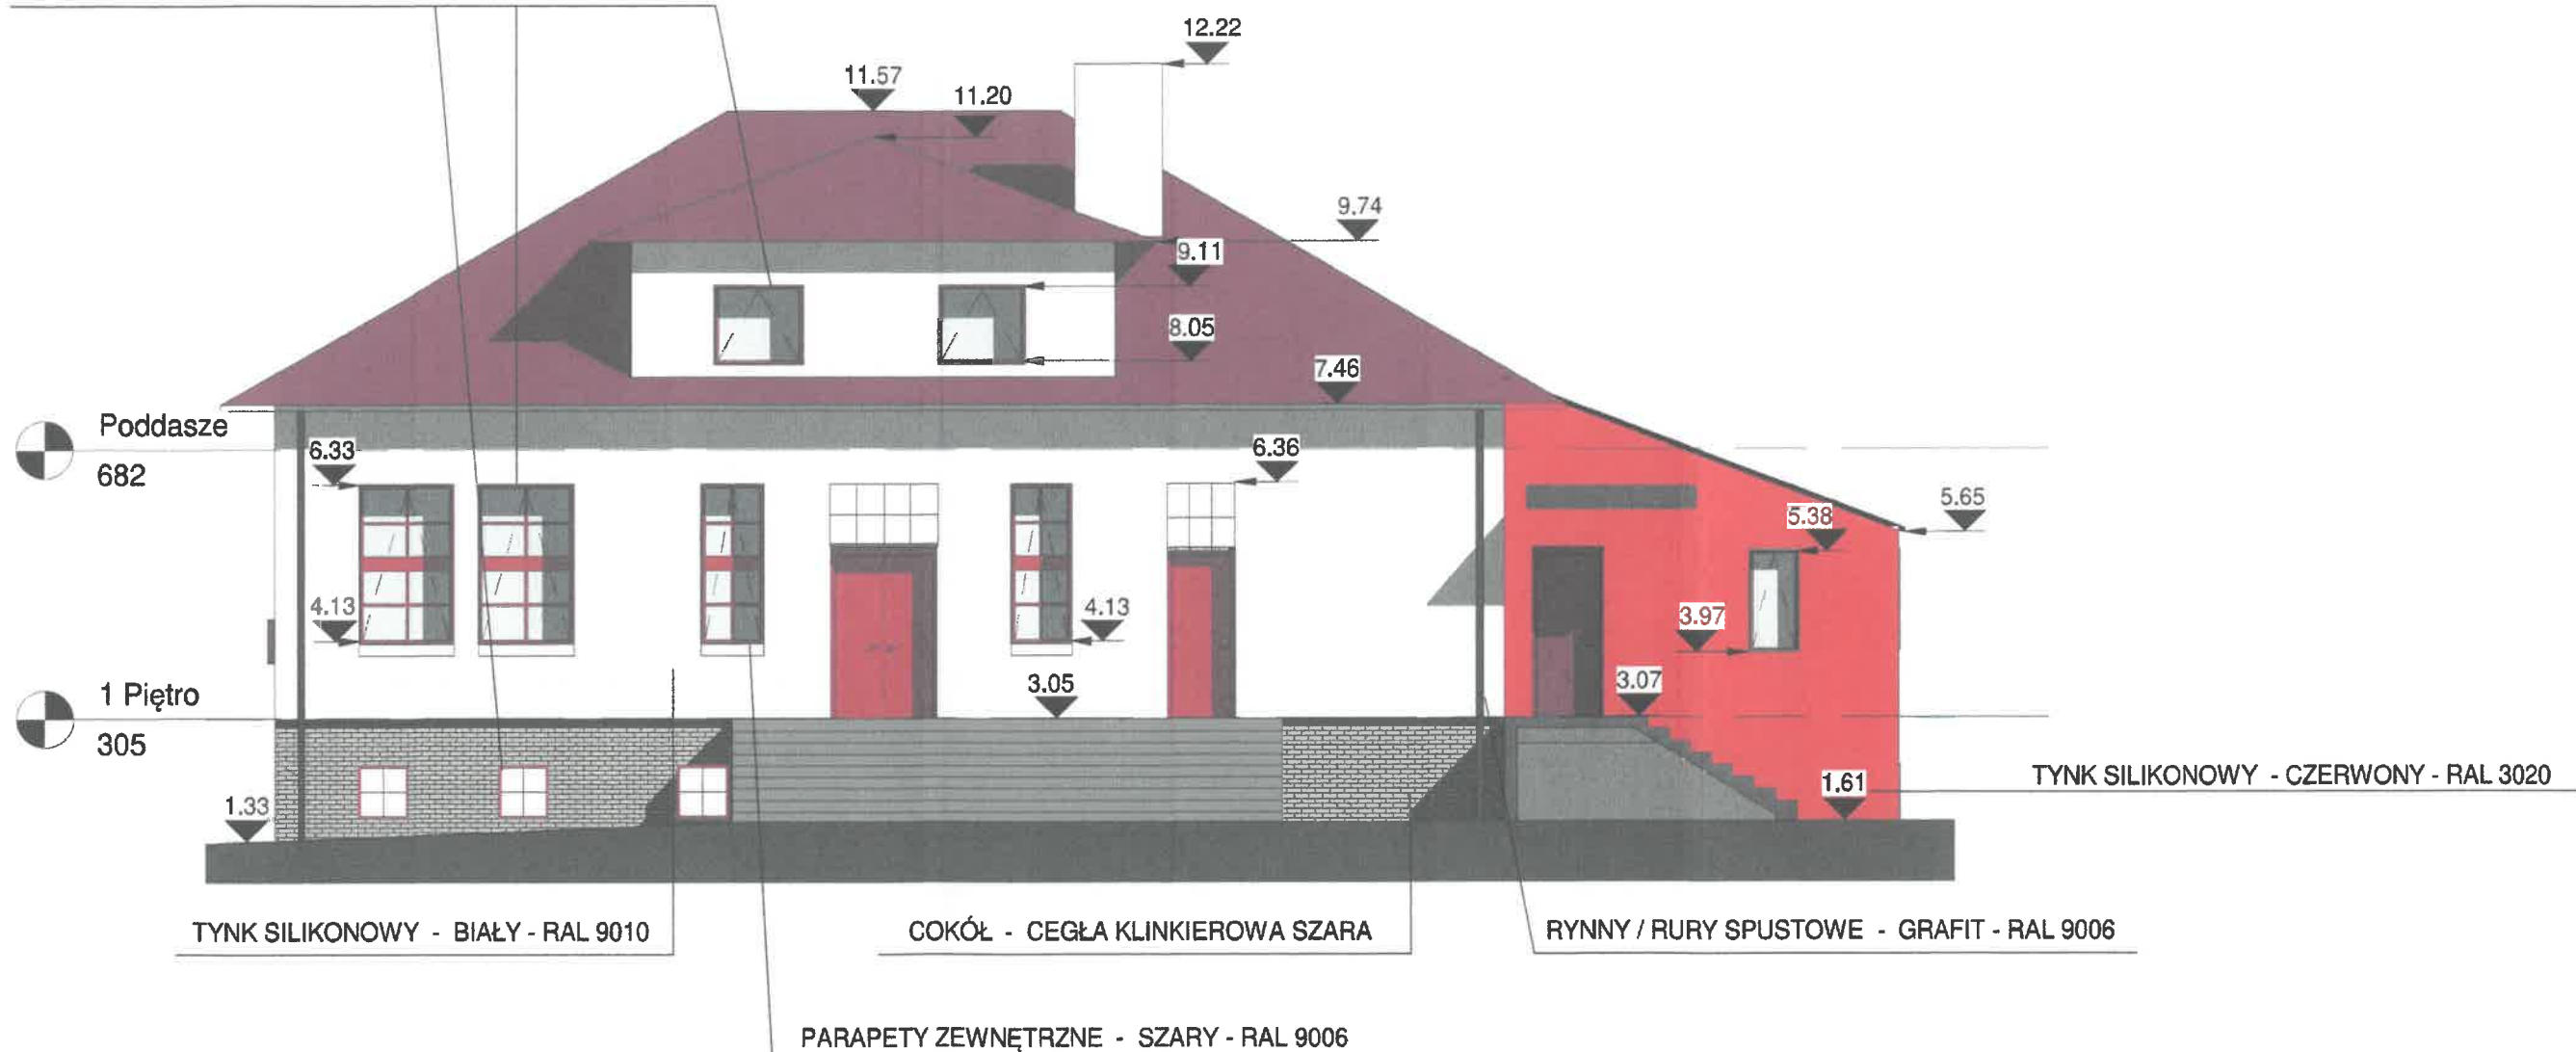 12.22
11.57
11.20
9.74
9.11
8.05
7.46
Poddasze
682
6.33
6.36
5.65
5.38
4.13
4.13
3.97
3.07
3.05
1 Piętro
305
1.33
1.61
TYNK SILIKONOWY - CZERWONY - RAL 3020
TYNK SILIKONOWY - BIAŁY - RAL 9010
COKÓŁ - CEGŁA KLINKIEROWA SZARA
RYNNY / RURY SPUSTOWE - GRAFIT - RAL 9006
PARAPETY ZEWNĘTRZNE - SZARY - RAL 9006